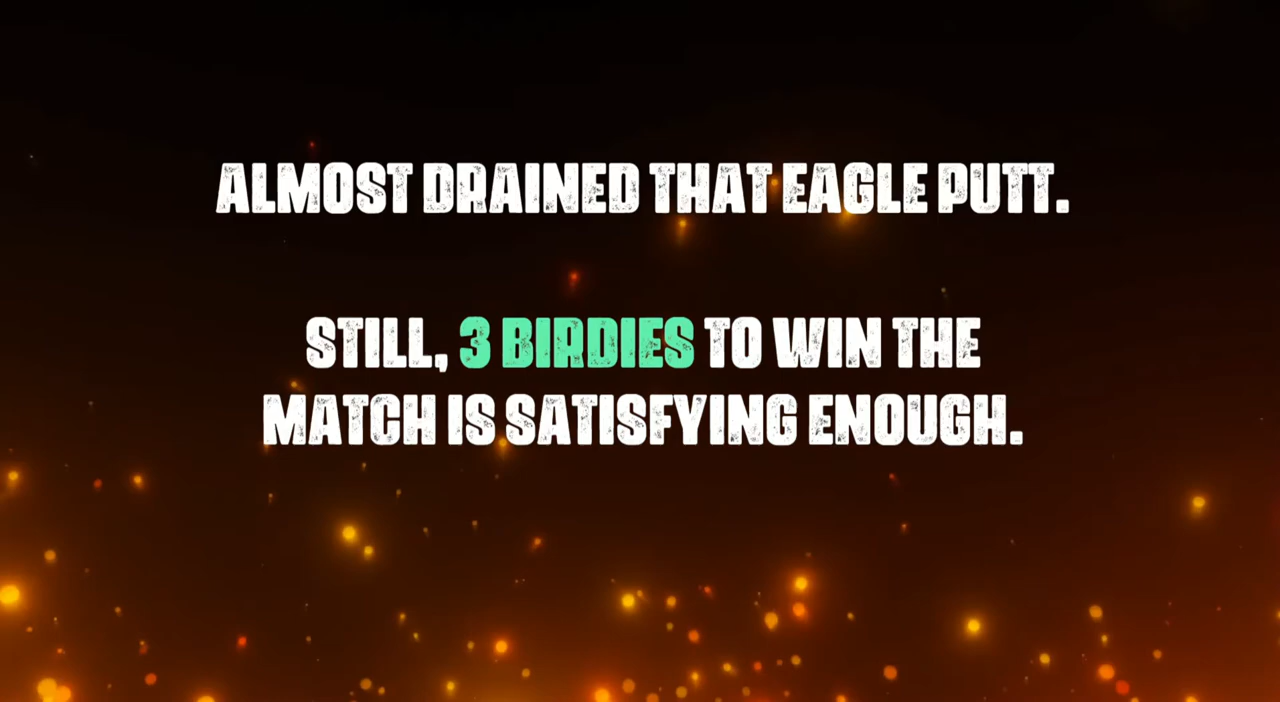 ALMOST DRAINED THAT EAGLE PUTT.
STILL, 3 BIRDIES TO WIN THE
MATCH IS SATISFYING ENOUGH.